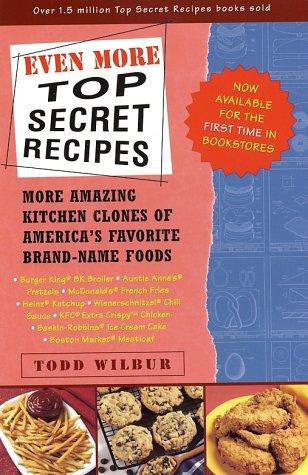 Over 1.5 million Top Secret Recipes books sold
EVEN MORE
TOP
SECRET
RECIPES
NOW
AVAILABLE
FOR THE
FIRST TIME IN
BOOKSTORES
MORE AMAZING
KITCHEN CLONES OF
AMERICA'S FAVORITE
BRAND-NAME FOODS
• Burger King® BK Broiler • Auntie Anne's®
Pretzels • McDonald's® French Fries
• Heinz® Ketchup • Wienerschnitzel® Chili
Sauce • KFC® Extra Crispy™ Chicken
• Baskin-Robbins® Ice Cream Cake
• Boston Market® Meatloaf
TODD WILBUR